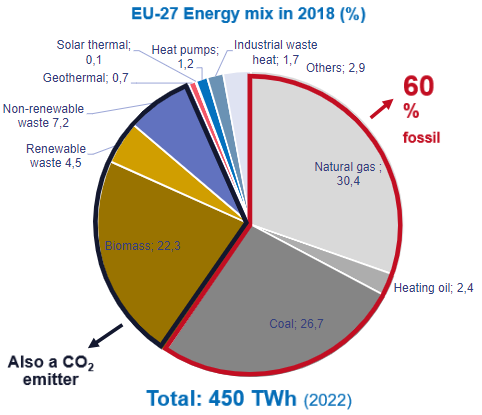 EU-27 Energy mix in 2018 (%)
Solar thermal;
0,1
Heat pumps;
1,2
Industrial waste
heat; 1,7
Others; 2,9
Geothermal; 0,7
60
%
fossil
Non-renewable
waste 7,2
Renewable
waste 4,5
Natural gas ;
30,4
Biomass; 22,3
Heating oil; 2,4
Coal; 26,7
Also a CO₂
emitter
Total: 450 TWh (2022)